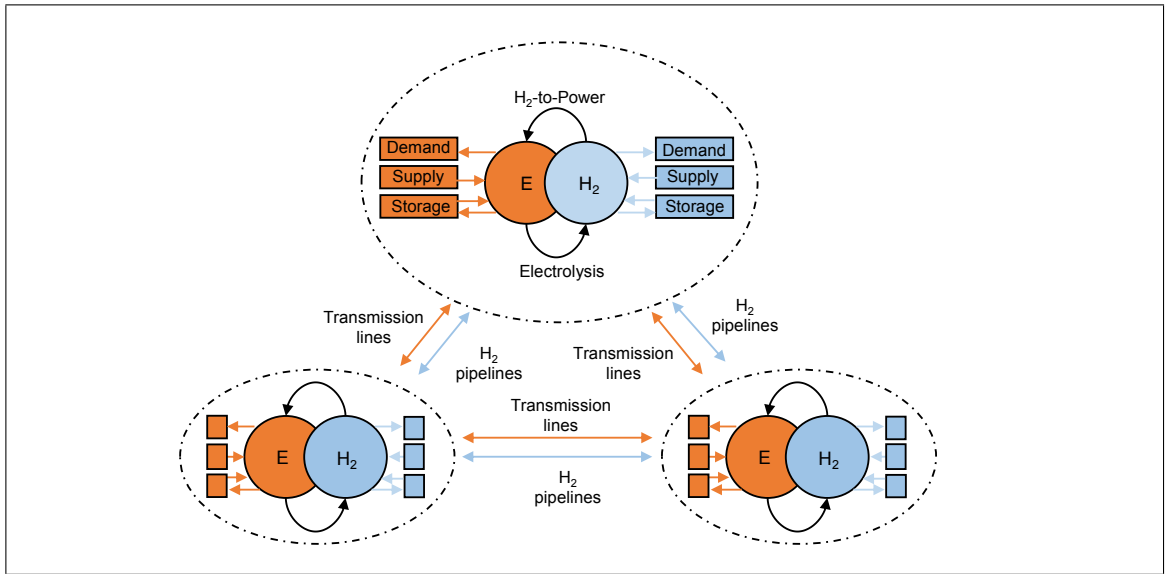 H₂-to-Power
Demand
Supply
Storage
E
H₂
Demand
Supply
Storage
Electrolysis
Transmission
lines
H₂
pipelines
Transmission
lines
H₂
pipelines
E
H₂
Transmission
lines
H₂
pipelines
E
H₂